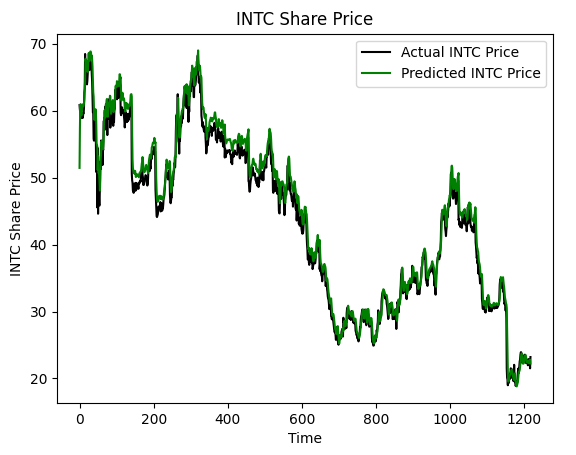 INTC Share Price
Actual INTC Price
Predicted INTC Price
INTC Share Price
70
60
50
40
30
20
0 200 400 600 800 1000 1200
Time